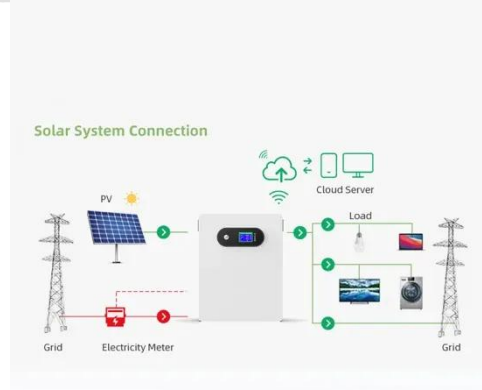 Solar System Connection
Cloud Server
PV
Load
Grid
Electricity Meter
Grid